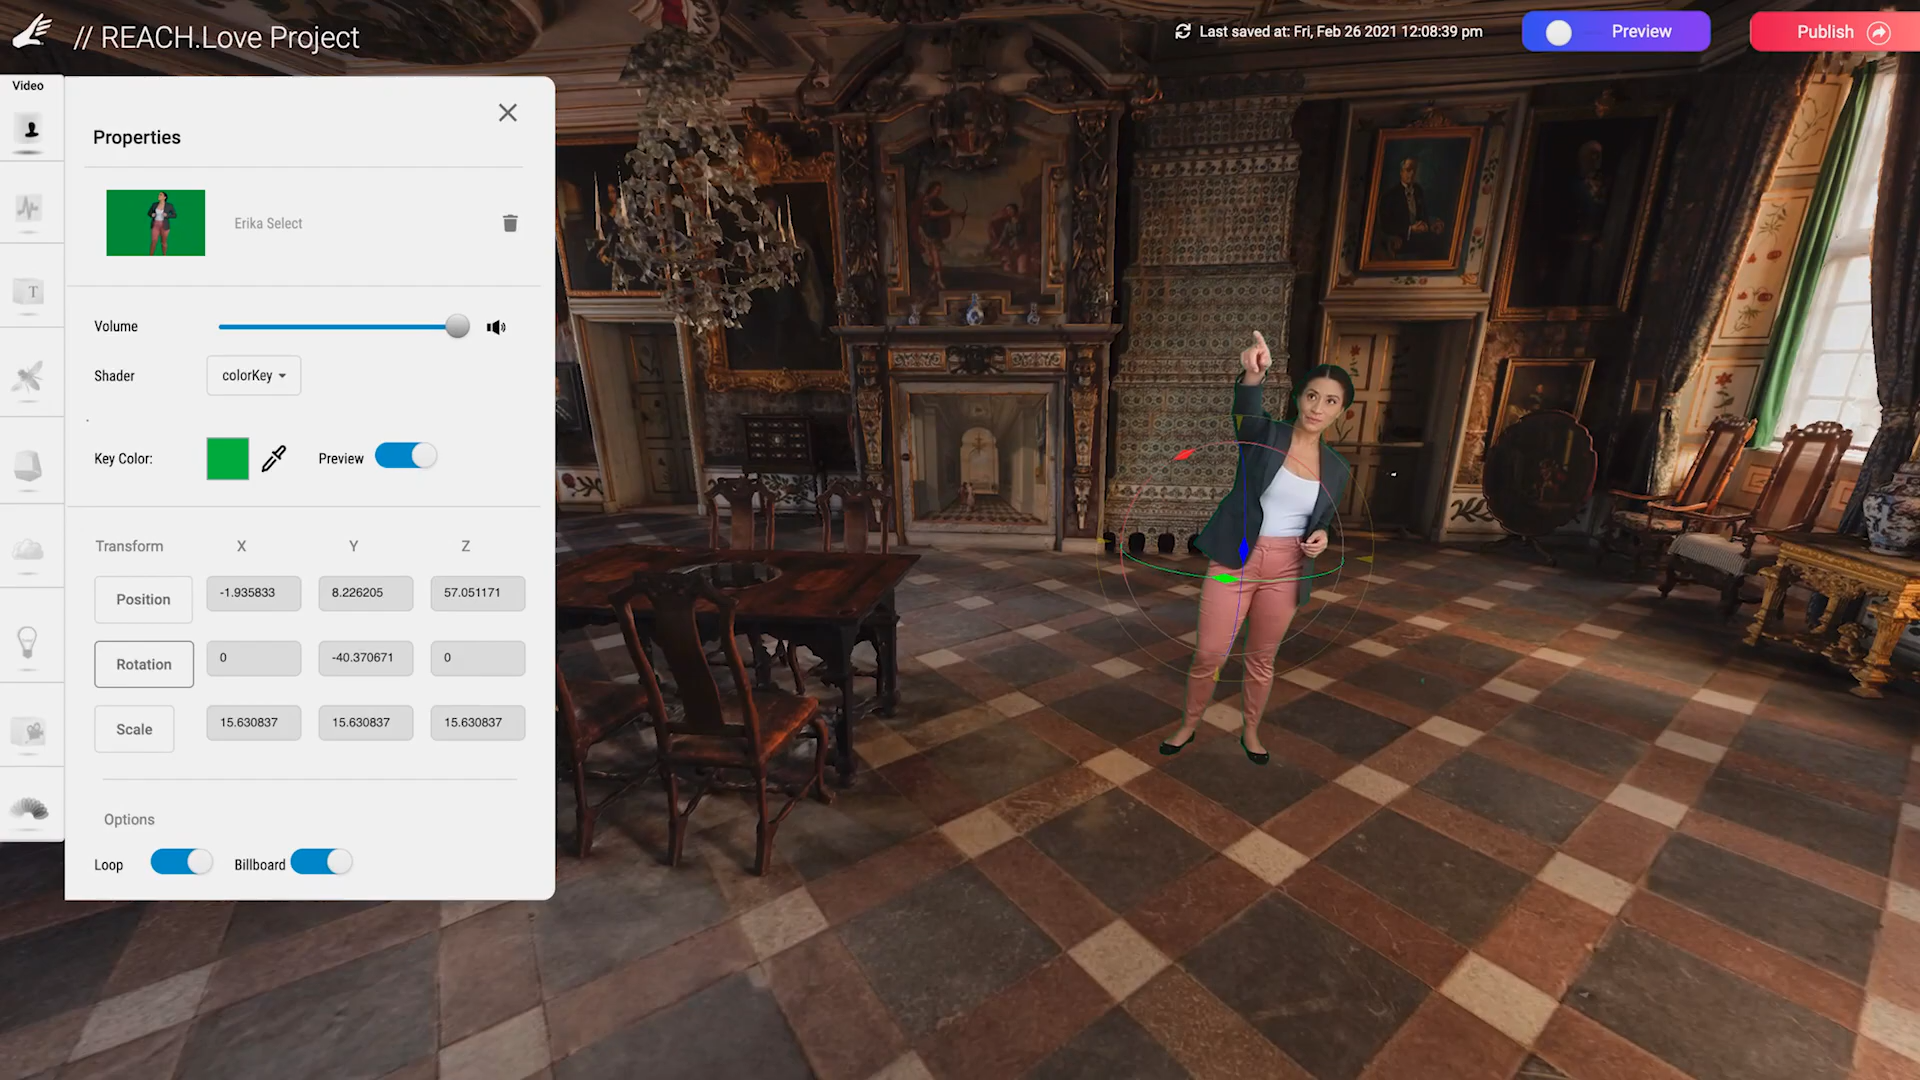 // REACH.Love Project
Last saved at: Fri, Feb 26 2021 12:08:39 pm
Preview
Publish
Video
Properties
Erika Select
T
Volume
Shader
colorKey
Key Color:
Preview
Transform X Y Z
Position -1.935833 8.226205 57.051171
Rotation 0 -40.370671 0
Scale 15.630837 15.630837 15.630837
Options
Loop
Billboard